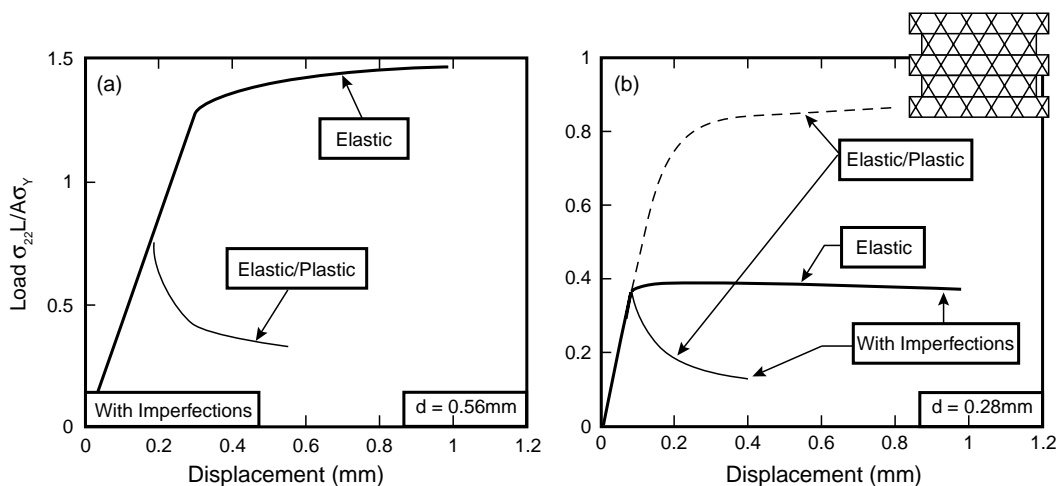 (a)
Load σ₂₂L/Aσ_Y
1.5
1
0.5
0
Elastic
Elastic/Plastic
With Imperfections
d = 0.56mm
0 0.2 0.4 0.6 0.8 1 1.2
Displacement (mm)
(b)
1
0.8
0.6
0.4
0.2
0
Elastic/Plastic
Elastic
With Imperfections
d = 0.28mm
0 0.2 0.4 0.6 0.8 1 1.2
Displacement (mm)